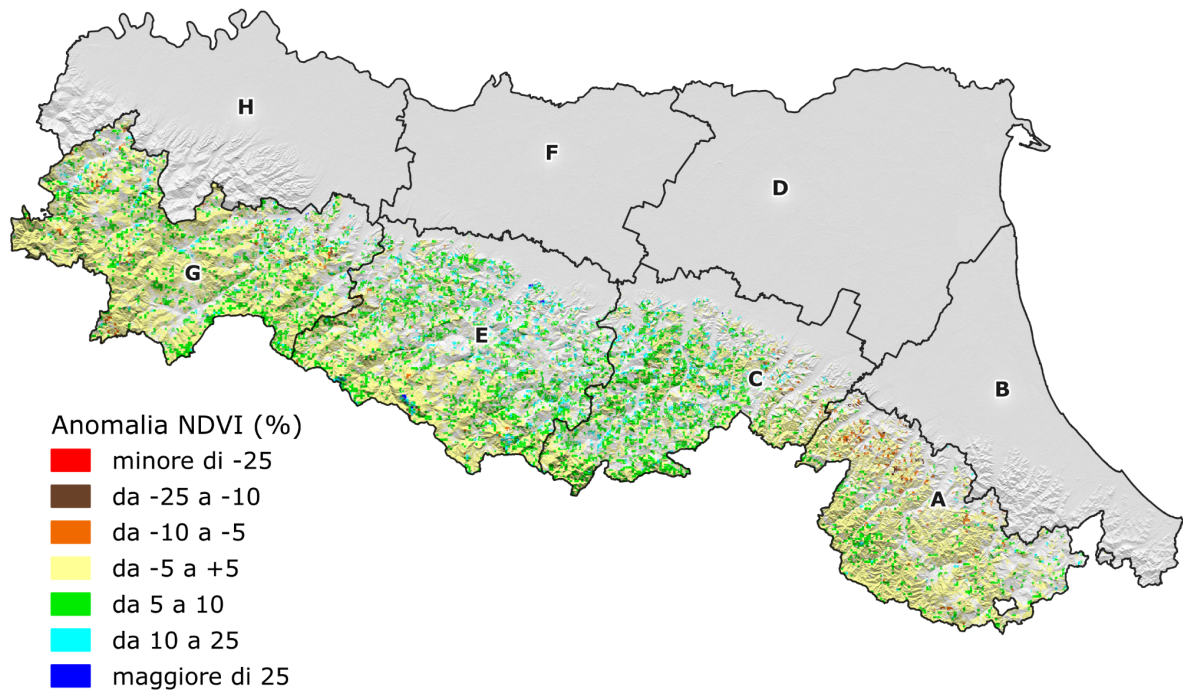 H
F
D
G
E
C
B
A
Anomalia NDVI (%)
minore di -25
da -25 a -10
da -10 a -5
da -5 a +5
da 5 a 10
da 10 a 25
maggiore di 25